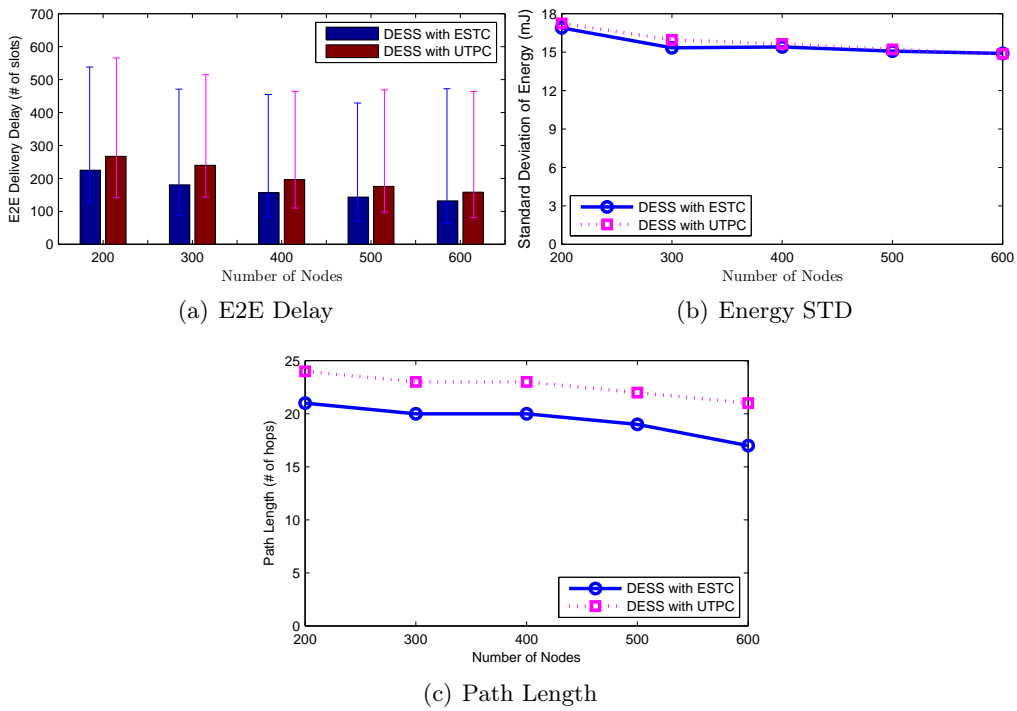 700
600
500
400
300
200
100
0
E2E Delivery Delay (# of slots)
DESS with ESTC
DESS with UTPC
200
300
400
500
600
Number of Nodes
(a) E2E Delay
18
15
12
9
6
3
0
Standard Deviation of Energy (mJ)
DESS with ESTC
DESS with UTPC
200
300
400
500
600
Number of Nodes
(b) Energy STD
25
20
15
10
5
0
Path Length (# of hops)
DESS with ESTC
DESS with UTPC
200
300
400
500
600
Number of Nodes
(c) Path Length